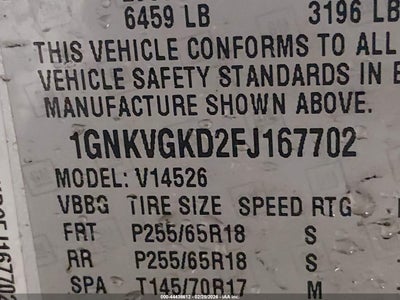 6459 LB 3196 LB
THIS VEHICLE CONFORMS TO ALL
VEHICLE SAFETY STANDARDS IN E
MANUFACTURE SHOWN ABOVE.
1GNKVGKD2FJ167702
MODEL: V14526
VBBG TIRE SIZE SPEED RTG
FRT P255/65R18 S
RR P255/65R18 S
SPA T145/70R17 M